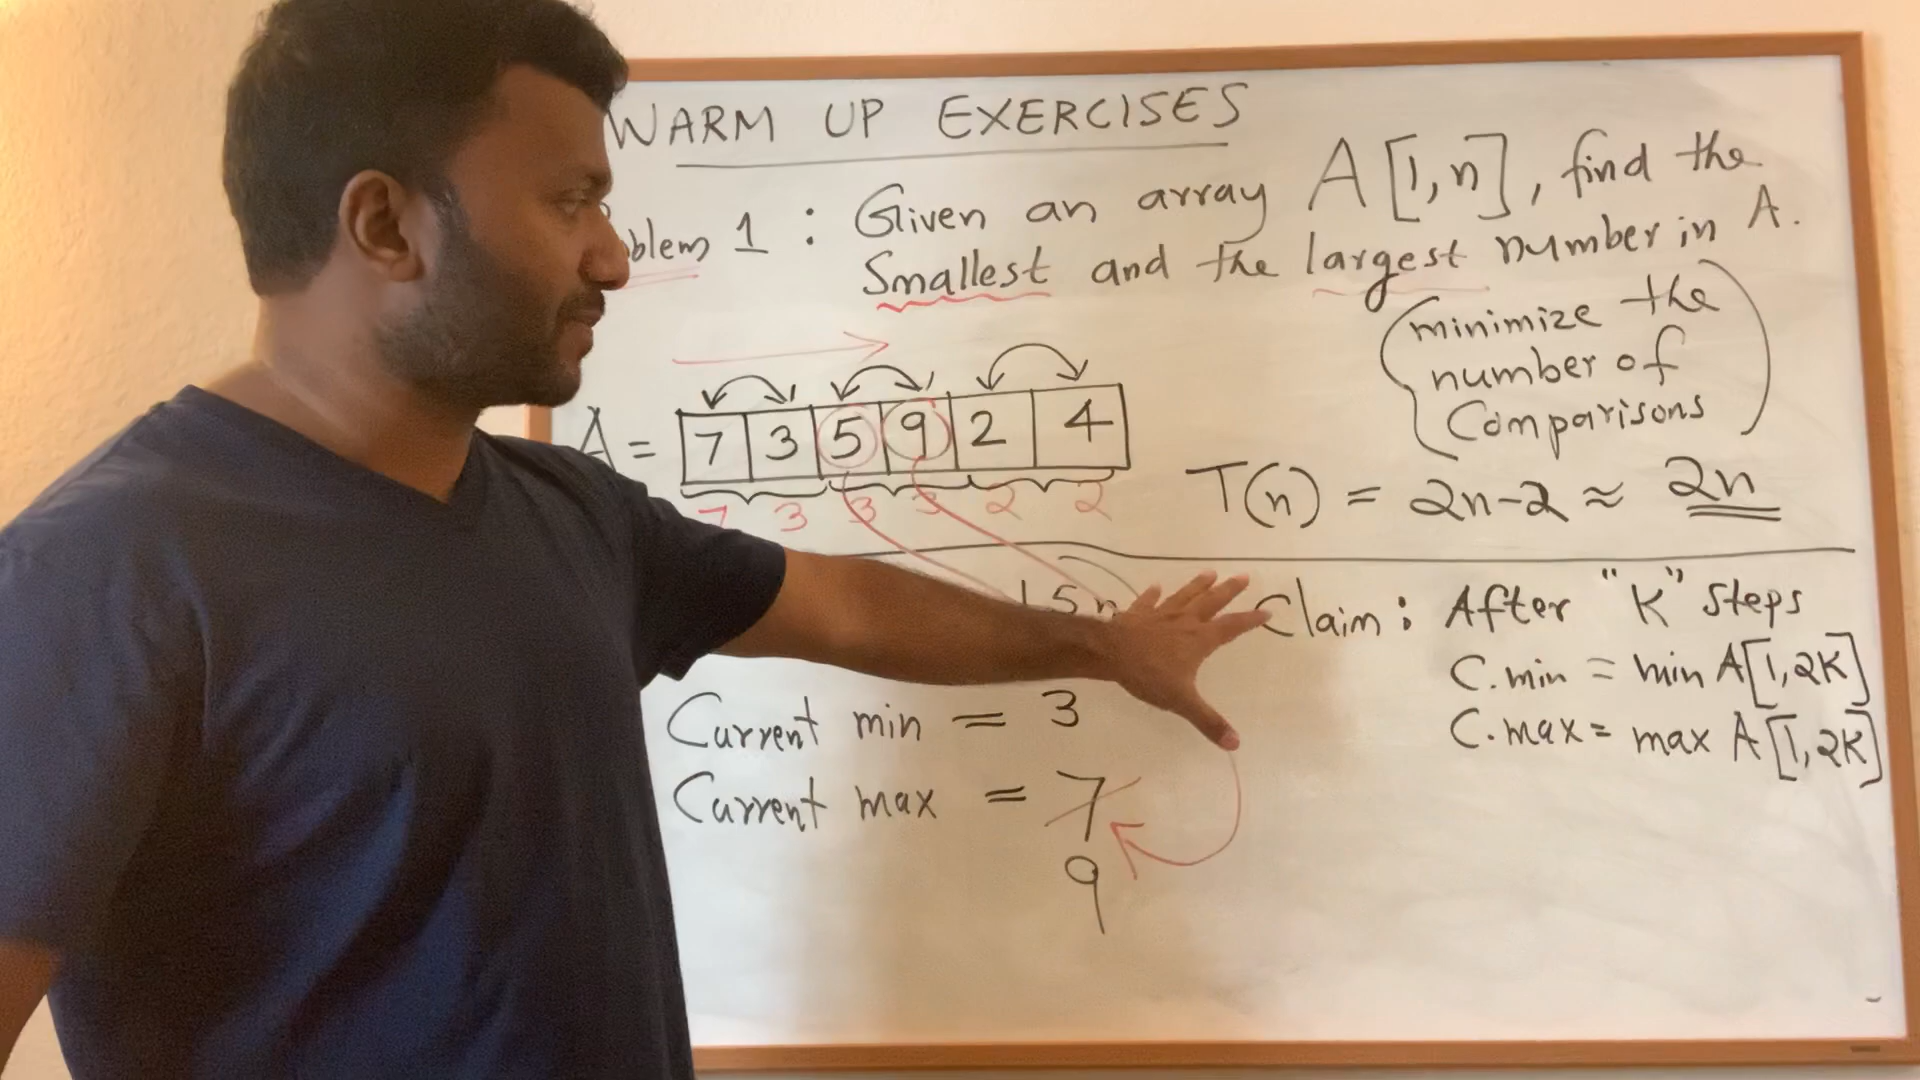 WARM UP EXERCISES
blem 1 : Given an array A[1,n], find the
Smallest and the largest number in A.
(minimize the
number of
Comparisons)
A = 7 3 5 9 2 4
7 3 3 3 2 2
T(n) = 2n-2 ≈ 2n
1.5n
Claim: After "K" Steps
C.min = min A[1,2K]
C.max = max A[1,2K]
Current min = 3
Current max = 7
9